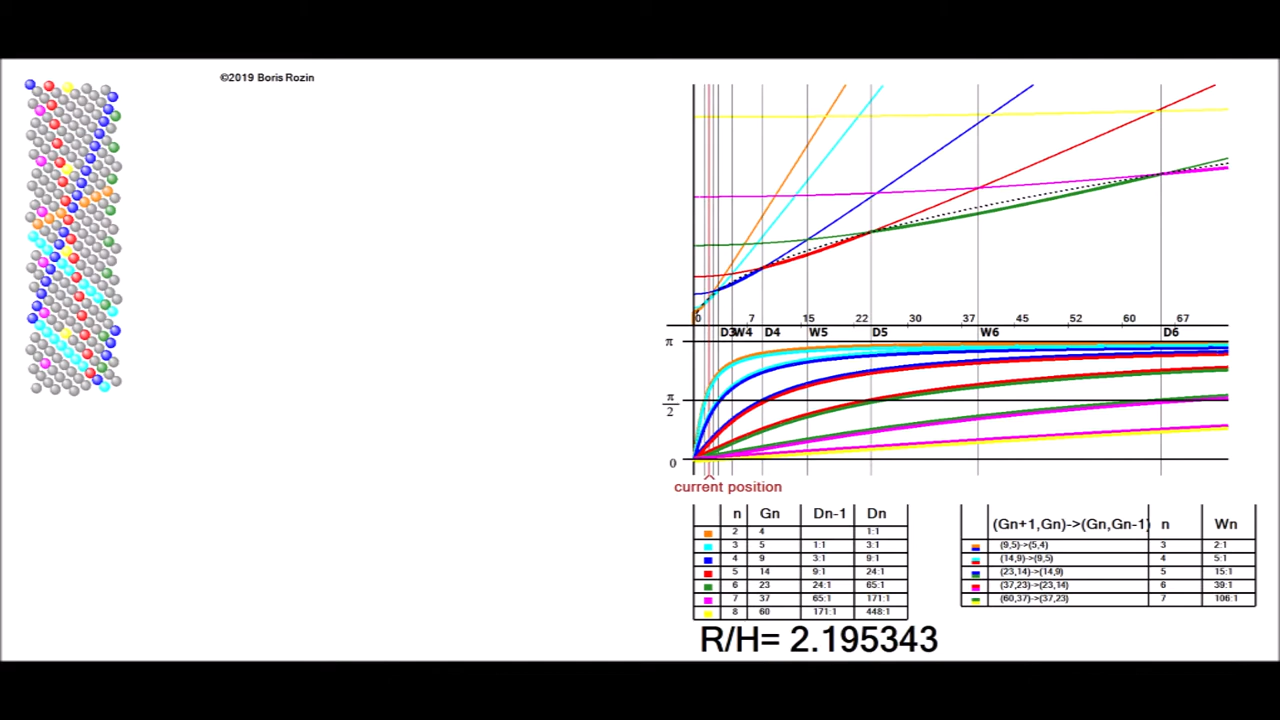 ©2019 Boris Rozin
0 7 15 22 30 37 45 52 60 67
D3 W4 D4 W5 D5 W6 D6
π
π
2
0
current position
n Gn Dn-1 Dn
2 4 1:1
3 5 1:1 3:1
4 9 3:1 9:1
5 14 9:1 24:1
6 23 24:1 65:1
7 37 65:1 171:1
8 60 171:1 448:1
(Gn+1,Gn)->(Gn,Gn-1) n Wn
(9,5)->(5,4) 3 2:1
(14,9)->(9,5) 4 5:1
(23,14)->(14,9) 5 15:1
(37,23)->(23,14) 6 39:1
(60,37)->(37,23) 7 106:1
R/H= 2.195343